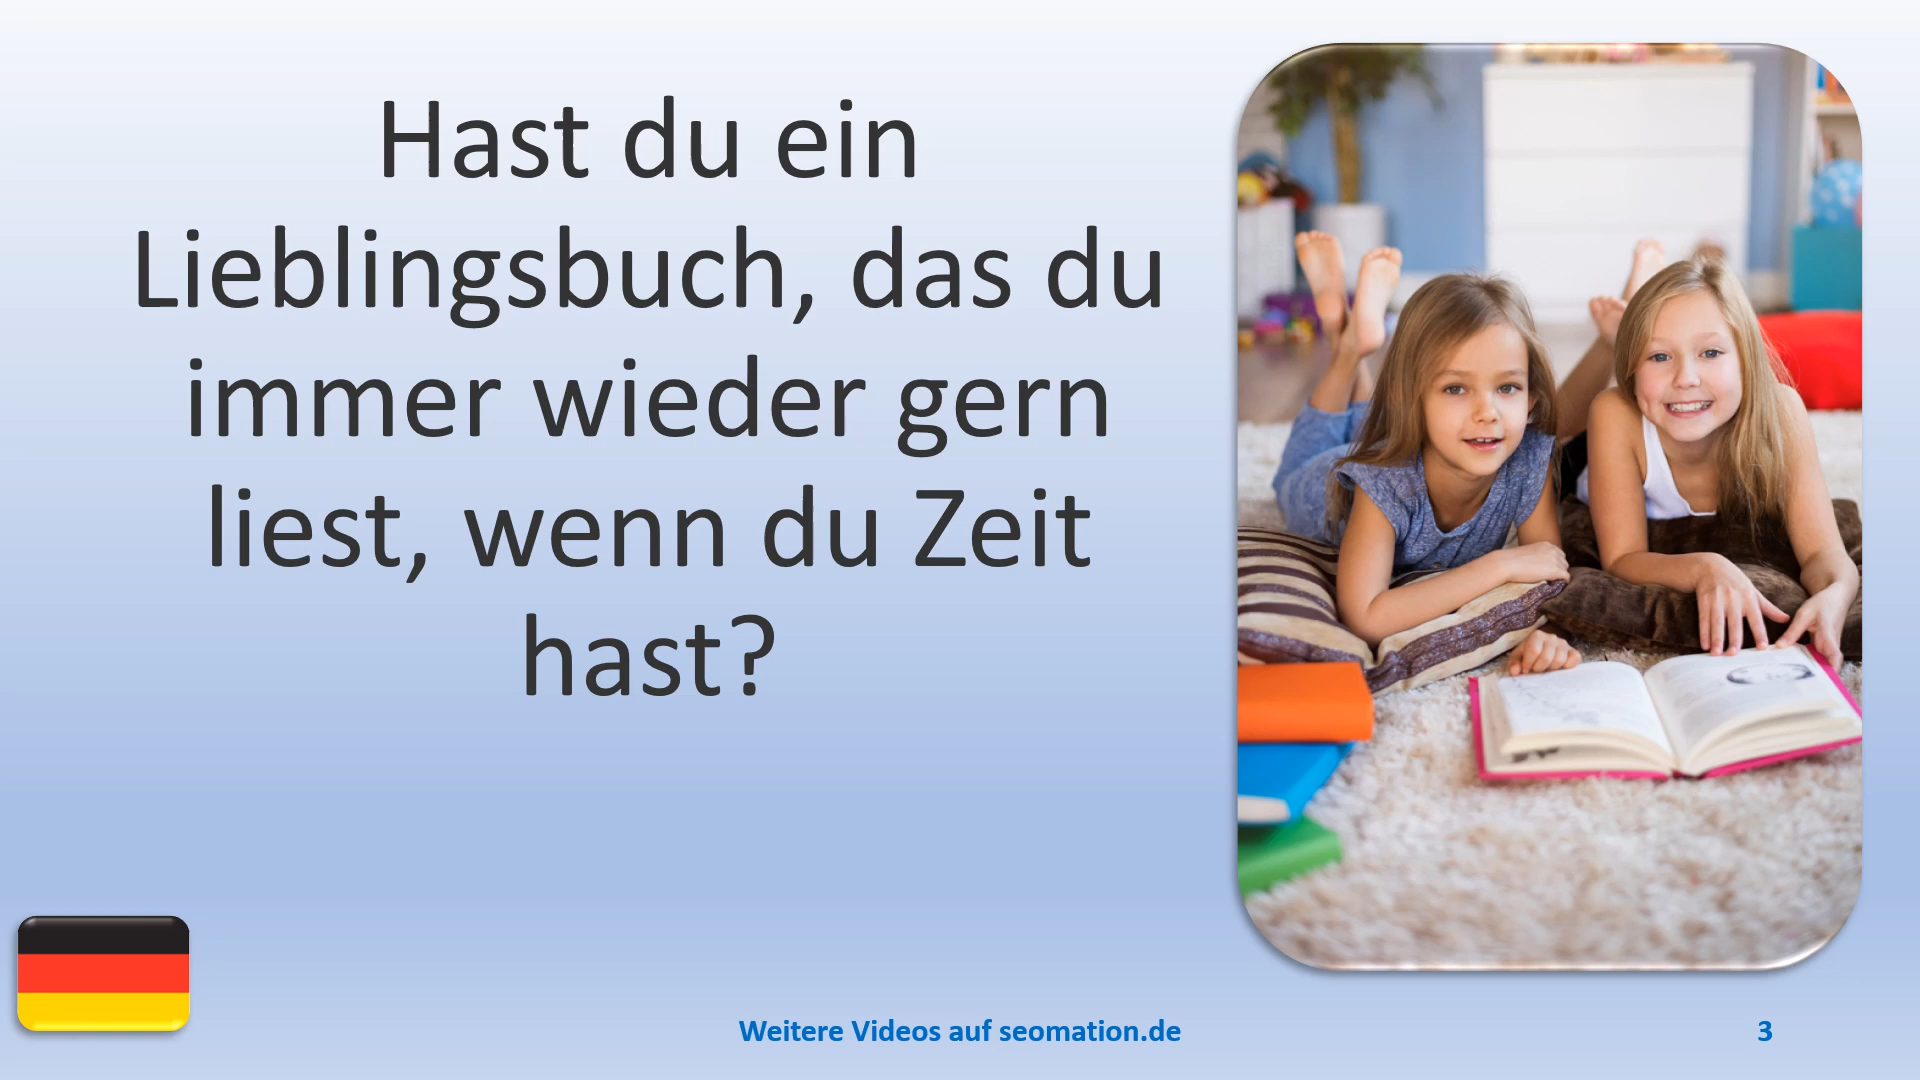 Hast du ein
Lieblingsbuch, das du
immer wieder gern
liest, wenn du Zeit
hast?
Weitere Videos auf seomation.de
3